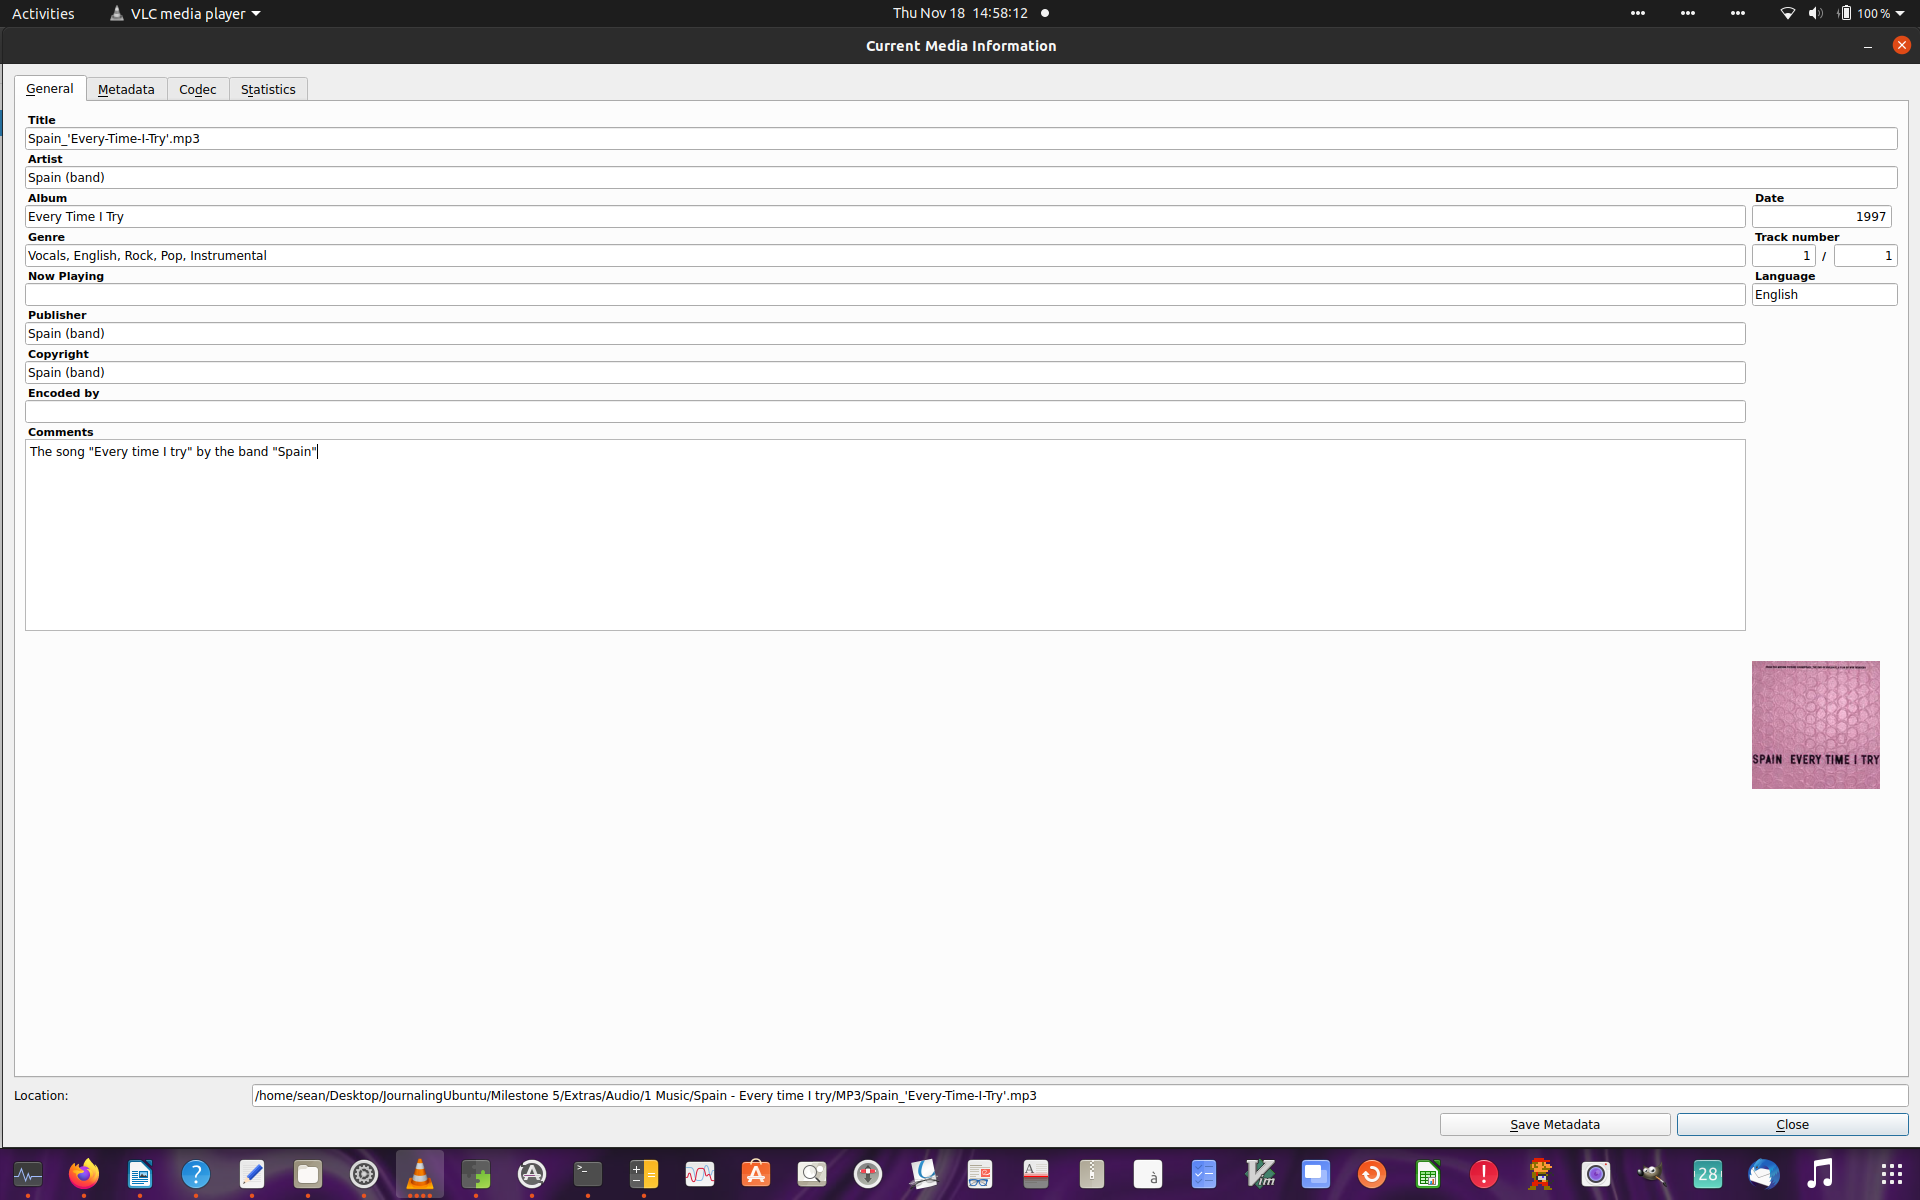 Activities VLC media player Thu Nov 18 14:58:12 100 %
Current Media Information
General Metadata Codec Statistics
Title
Spain_'Every-Time-I-Try'.mp3
Artist
Spain (band)
Album Date
Every Time I Try 1997
Genre Track number
Vocals, English, Rock, Pop, Instrumental 1 / 1
Now Playing Language
English
Publisher
Spain (band)
Copyright
Spain (band)
Encoded by
Comments
The song "Every time I try" by the band "Spain"
SPAIN EVERY TIME I TRY
Location: /home/sean/Desktop/JournalingUbuntu/Milestone 5/Extras/Audio/1 Music/Spain - Every time I try/MP3/Spain_'Every-Time-I-Try'.mp3
Save Metadata Close
28